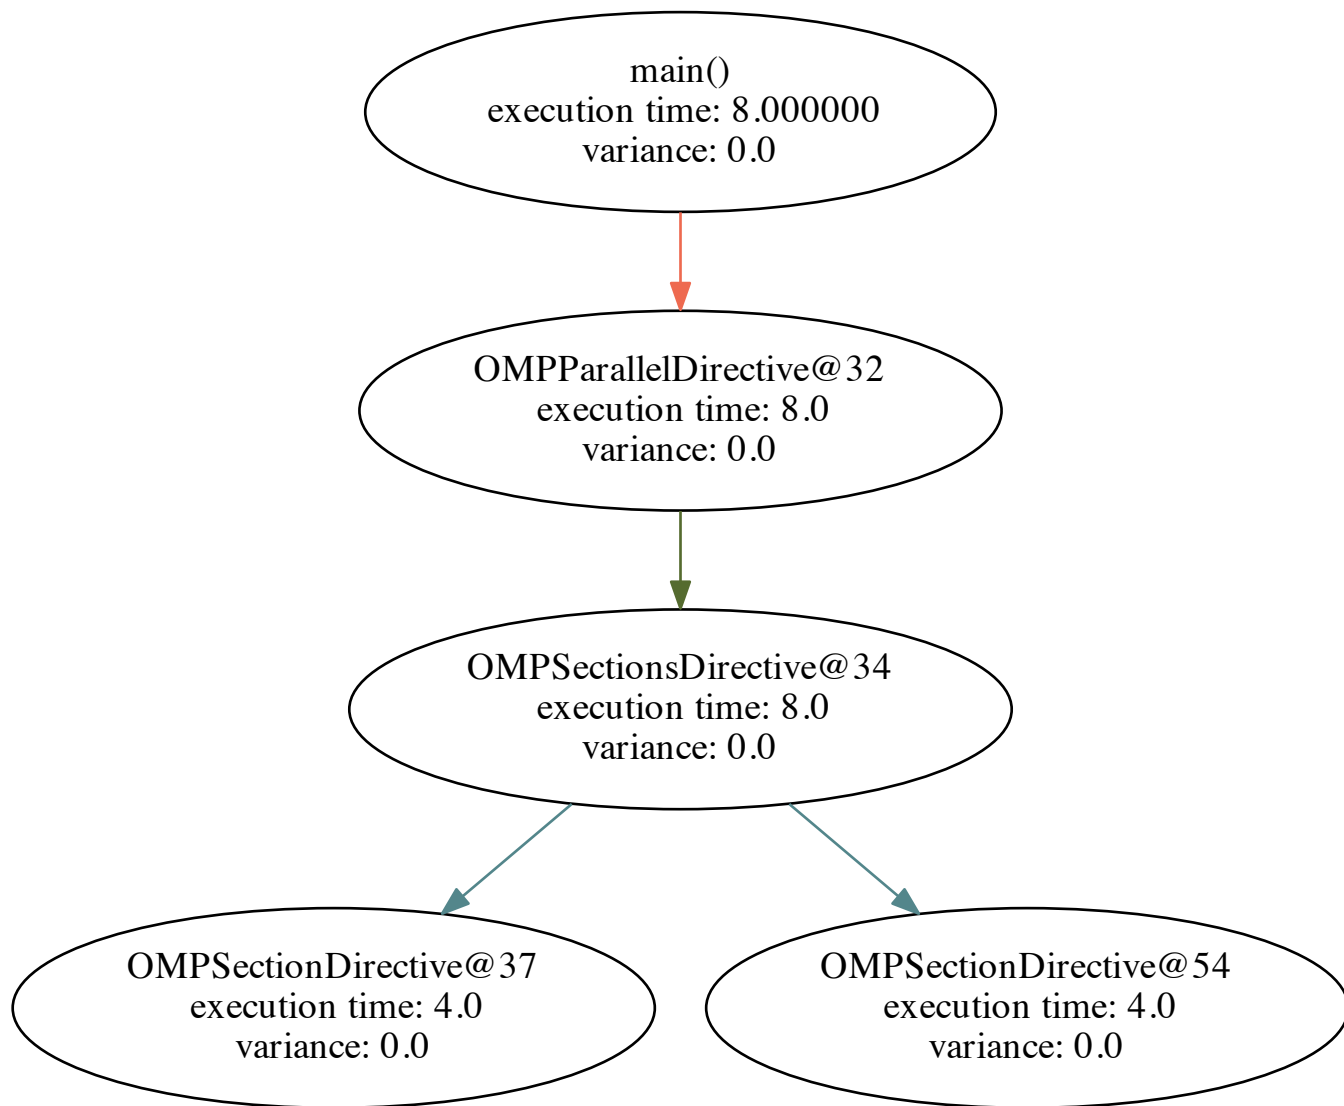 main()
execution time: 8.000000
variance: 0.0
OMPParallelDirective@32
execution time: 8.0
variance: 0.0
OMPSectionsDirective@34
execution time: 8.0
variance: 0.0
OMPSectionDirective@37
execution time: 4.0
variance: 0.0
OMPSectionDirective@54
execution time: 4.0
variance: 0.0